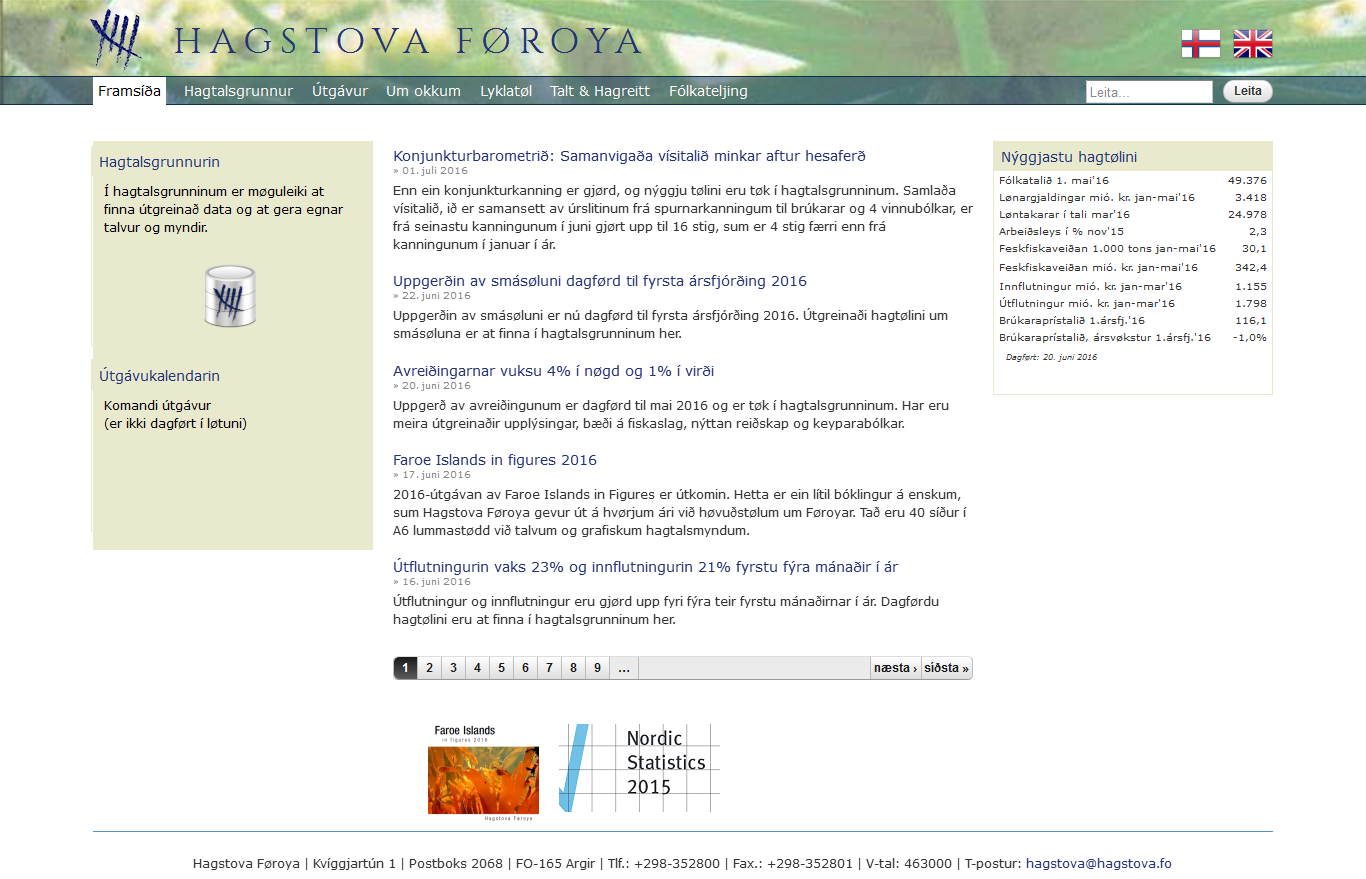 HAGSTOVA FØROYA
Framsíða Hagtalsgrunnur Útgávur Um okkum Lyklatøl Talt & Hagreitt Fólkateljing Leita... Leita
Hagtalsgrunnurin
Í hagtalsgrunninum er møguleiki at
finna útgreinað data og at gera egnar
talvur og myndir.
Útgávukalendarin
Komandi útgávur
(er ikki dagført í løtuni)
Konjunkturbarometrið: Samanvigaða vísitalið minkar aftur hesaferð
» 01. juli 2016
Enn ein konjunkturkanning er gjørd, og nýggju tølini eru tøk í hagtalsgrunninum. Samlaða
vísitalið, ið er samansett av úrslitinum frá spurnarkanningum til brúkarar og 4 vinnubólkar, er
frá seinastu kanningunum í juni gjørt upp til 16 stig, sum er 4 stig færri enn frá
kanningunum í januar í ár.
Uppgerðin av smásøluni dagførd til fyrsta ársfjórðing 2016
» 22. juni 2016
Uppgerðin av smásøluni er nú dagførd til fyrsta ársfjórðing 2016. Útgreinaði hagtølini um
smásøluna er at finna í hagtalsgrunninum her.
Avreiðingarnar vuksu 4% í nøgd og 1% í virði
» 20. juni 2016
Uppgerð av avreiðingunum er dagførd til mai 2016 og er tøk í hagtalsgrunninum. Har eru
meira útgreinaðir upplýsingar, bæði á fiskaslag, nýttan reiðskap og keyparabólkar.
Faroe Islands in figures 2016
» 17. juni 2016
2016-útgávan av Faroe Islands in Figures er útkomin. Hetta er ein lítil bóklingur á enskum,
sum Hagstova Føroya gevur út á hvørjum ári við høvuðstølum um Føroyar. Tað eru 40 síður í
A6 lummastødd við talvum og grafiskum hagtalsmyndum.
Útflutningurin vaks 23% og innflutningurin 21% fyrstu fýra mánaðir í ár
» 16. juni 2016
Útflutningur og innflutningur eru gjørd upp fyri fýra teir fyrstu mánaðirnar í ár. Dagførdu
hagtølini eru at finna í hagtalsgrunninum her.
1 2 3 4 5 6 7 8 9 ... næsta › síðsta »
Nýggjastu hagtølini
Fólkatalið 1. mai'16 49.376
Lønargjaldingar mió. kr. jan-mai'16 3.418
Løntakarar í tali mar'16 24.978
Arbeiðsleys í % nov'15 2,3
Feskfiskaveiðan 1.000 tons jan-mai'16 30,1
Feskfiskaveiðan mió. kr. jan-mai'16 342,4
Innflutningur mió. kr. jan-mar'16 1.155
Útflutningur mió. kr. jan-mar'16 1.798
Brúkaraprístalið 1.ársfj.'16 116,1
Brúkaraprístalið, ársvøkstur 1.ársfj.'16 -1,0%
Dagført: 20. juni 2016
Faroe Islands
in figures 2016
Hagstova Føroya
Nordic
Statistics
2015
Hagstova Føroya | Kvíggjartún 1 | Postboks 2068 | FO-165 Argir | Tlf.: +298-352800 | Fax.: +298-352801 | V-tal: 463000 | T-postur: hagstova@hagstova.fo